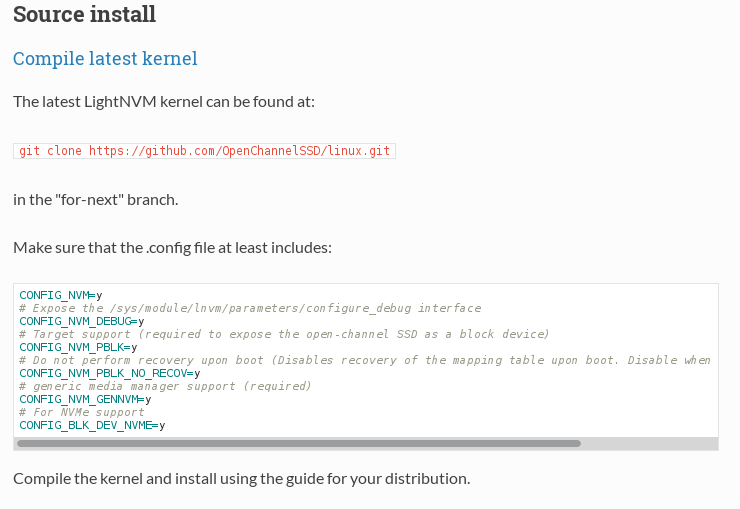 Source install
Compile latest kernel
The latest LightNVM kernel can be found at:
git clone https://github.com/OpenChannelSSD/linux.git
in the "for-next" branch.
Make sure that the .config file at least includes:
CONFIG_NVM=y
# Expose the /sys/module/lnvm/parameters/configure_debug interface
CONFIG_NVM_DEBUG=y
# Target support (required to expose the open-channel SSD as a block device)
CONFIG_NVM_PBLK=y
# Do not perform recovery upon boot (Disables recovery of the mapping table upon boot. Disable when
CONFIG_NVM_PBLK_NO_RECOV=y
# generic media manager support (required)
CONFIG_NVM_GENNVM=y
# For NVMe support
CONFIG_BLK_DEV_NVME=y
Compile the kernel and install using the guide for your distribution.